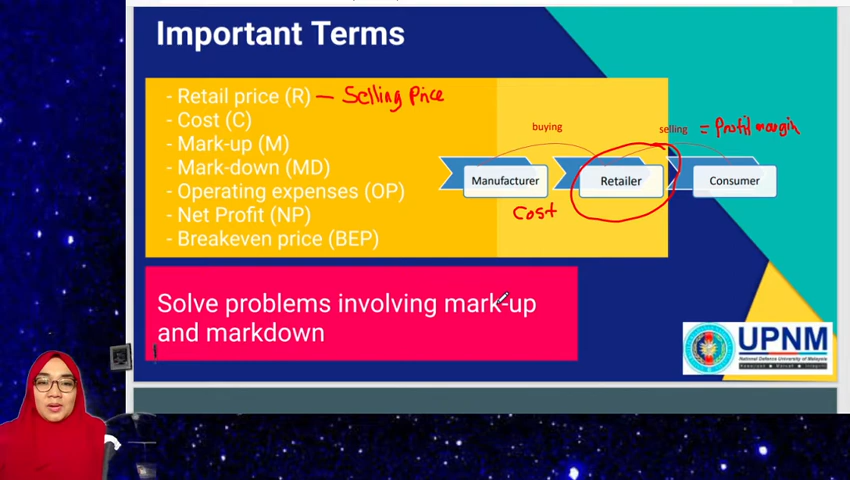 Important Terms
- Retail price (R) — Selling Price
- Cost (C)
- Mark-up (M)
- Mark-down (MD)
- Operating expenses (OP)
- Net Profit (NP)
- Breakeven price (BEP)
buying
selling = Profit margin
Manufacturer
Retailer
Consumer
Cost
Solve problems involving mark-up
and markdown
UPNM
National Defence University of Malaysia